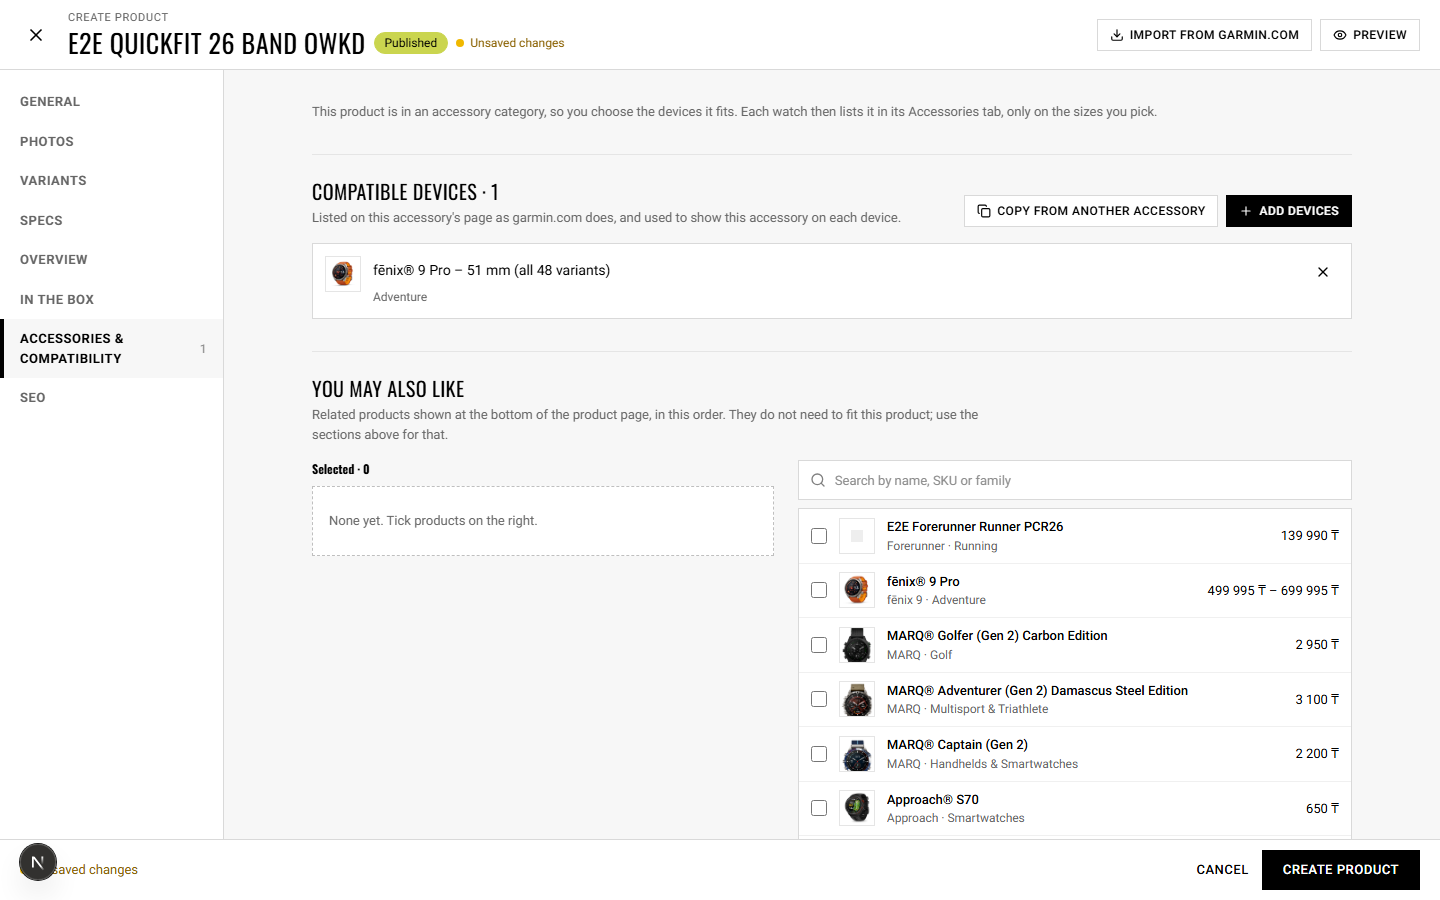 CREATE PRODUCT
E2E QUICKFIT 26 BAND OWKD
Published
Unsaved changes
IMPORT FROM GARMIN.COM
PREVIEW
GENERAL
PHOTOS
VARIANTS
SPECS
OVERVIEW
IN THE BOX
ACCESSORIES &
COMPATIBILITY
1
SEO
This product is in an accessory category, so you choose the devices it fits. Each watch then lists it in its Accessories tab, only on the sizes you pick.
COMPATIBLE DEVICES · 1
Listed on this accessory's page as garmin.com does, and used to show this accessory on each device.
COPY FROM ANOTHER ACCESSORY
ADD DEVICES
fēnix® 9 Pro – 51 mm (all 48 variants)
Adventure
YOU MAY ALSO LIKE
Related products shown at the bottom of the product page, in this order. They do not need to fit this product; use the
sections above for that.
Selected · 0
None yet. Tick products on the right.
Search by name, SKU or family
E2E Forerunner Runner PCR26
Forerunner · Running
139 990 ₸
fēnix® 9 Pro
fēnix 9 · Adventure
499 995 ₸ – 699 995 ₸
MARQ® Golfer (Gen 2) Carbon Edition
MARQ · Golf
2 950 ₸
MARQ® Adventurer (Gen 2) Damascus Steel Edition
MARQ · Multisport & Triathlete
3 100 ₸
MARQ® Captain (Gen 2)
MARQ · Handhelds & Smartwatches
2 200 ₸
Approach® S70
Approach · Smartwatches
650 ₸
N
saved changes
CANCEL
CREATE PRODUCT